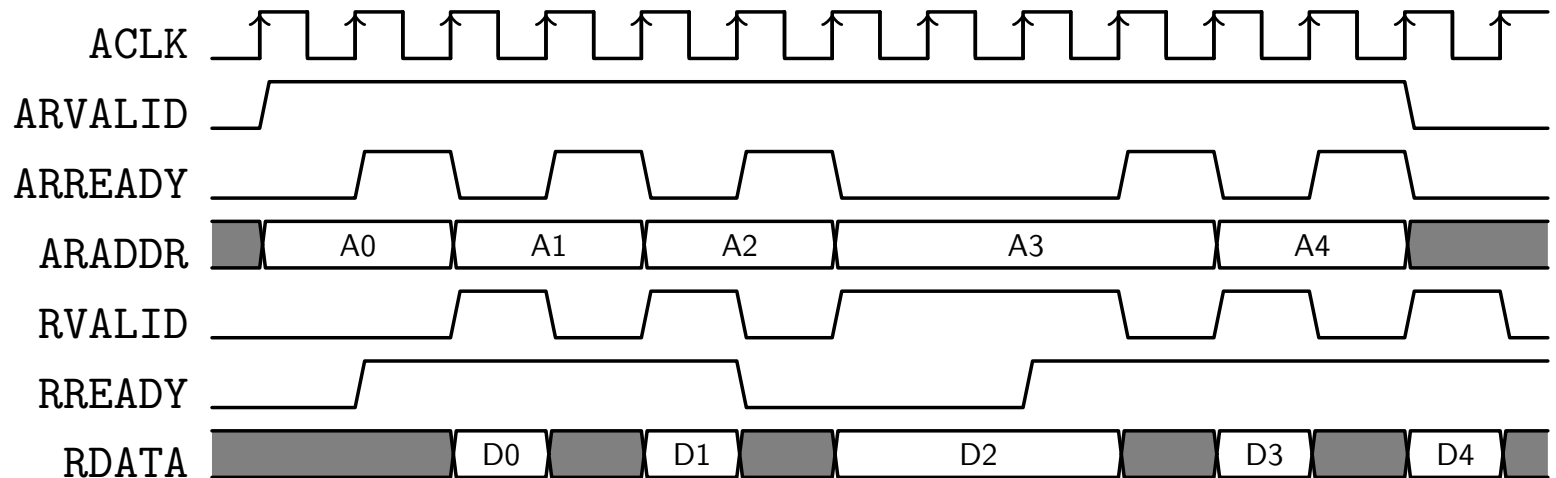 ACLK
ARVALID
ARREADY
ARADDR A0 A1 A2 A3 A4
RVALID
RREADY
RDATA D0 D1 D2 D3 D4